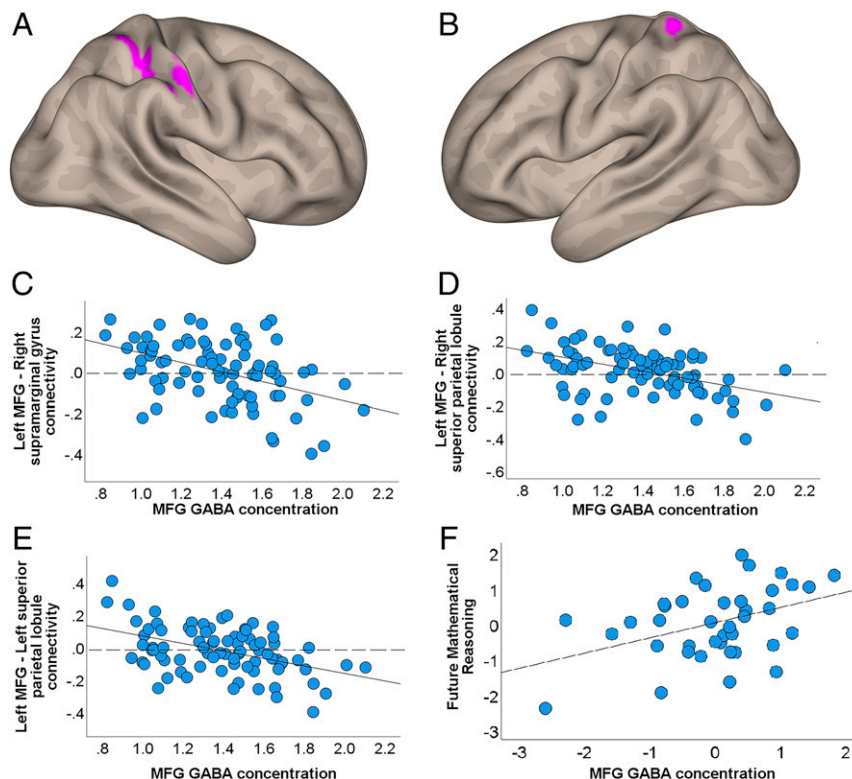 A
B
C
Left MFG - Right
supramarginal gyrus
connectivity
.2
.0
-.2
-.4
.8 1.0 1.2 1.4 1.6 1.8 2.0 2.2
MFG GABA concentration
D
Left MFG - Right
superior parietal lobule
connectivity
.4
.2
.0
-.2
-.4
-.6
.8 1.0 1.2 1.4 1.6 1.8 2.0 2.2
MFG GABA concentration
E
Left MFG - Left superior
parietal lobule
connectivity
.4
.2
.0
-.2
-.4
.8 1.0 1.2 1.4 1.6 1.8 2.0 2.2
MFG GABA concentration
F
Future Mathematical
Reasoning
2
1
0
-1
-2
-3
-3 -2 -1 0 1 2
MFG GABA concentration